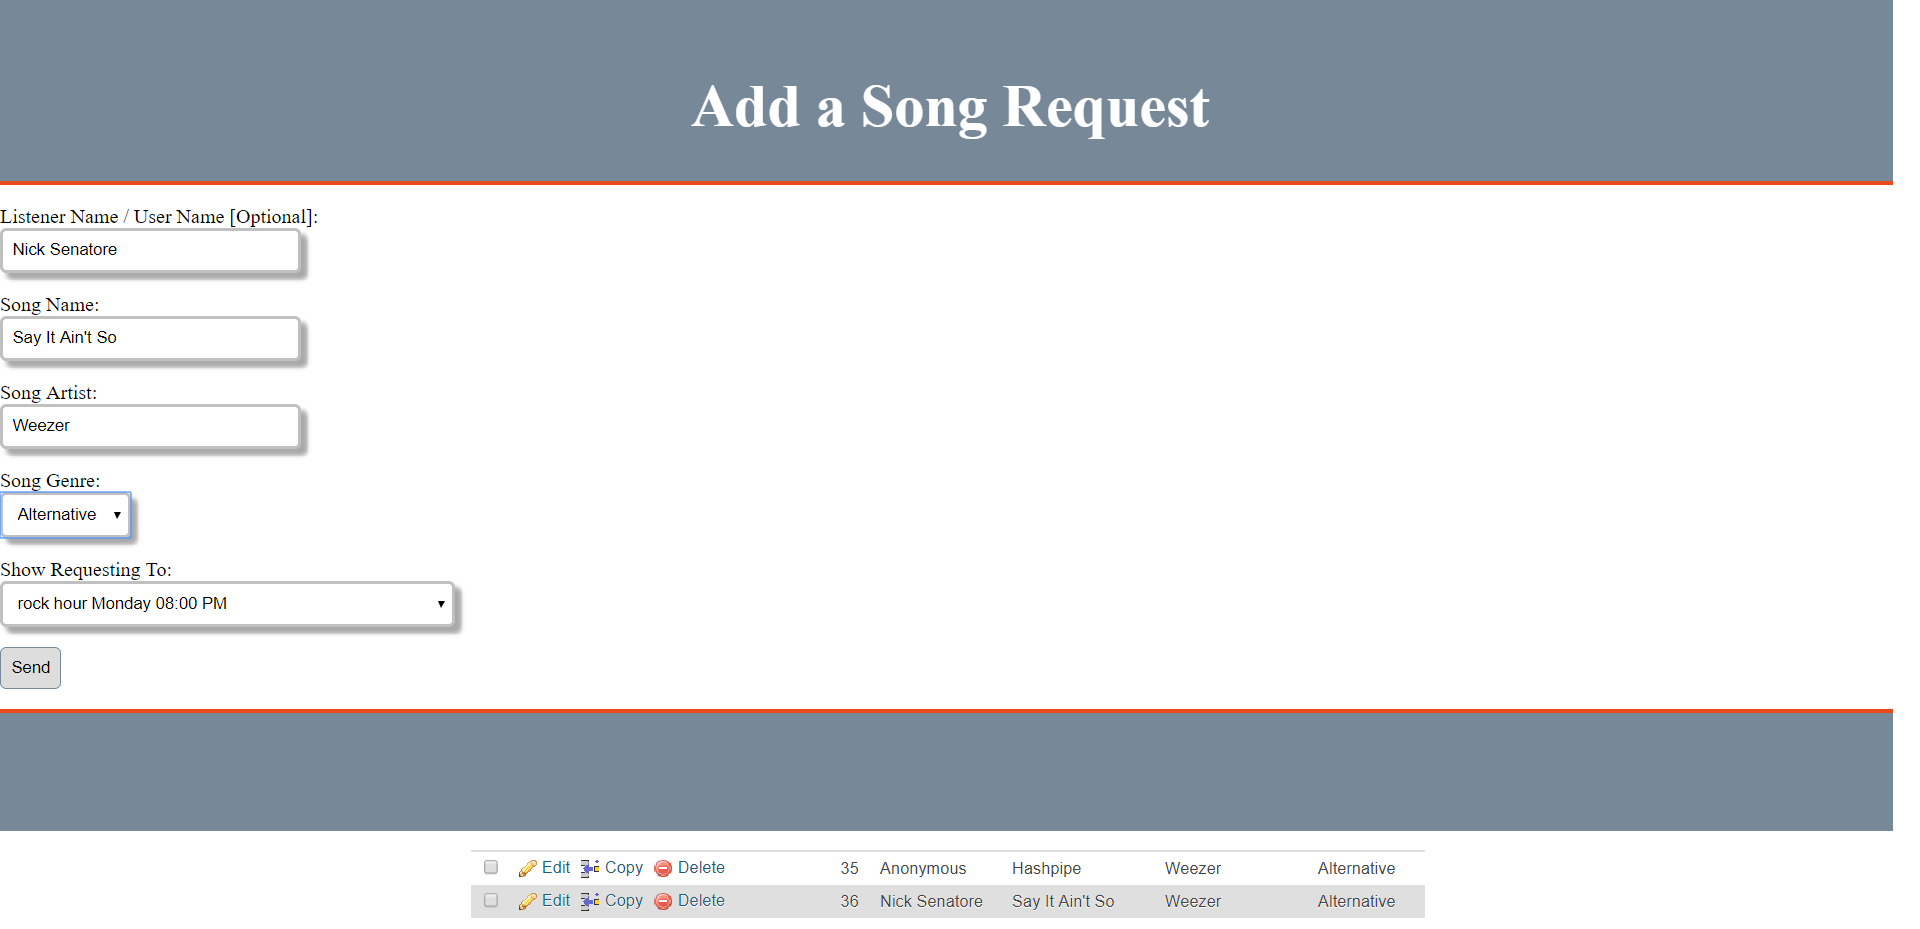 Add a Song Request
Listener Name / User Name [Optional]:
Nick Senatore
Song Name:
Say It Ain't So
Song Artist:
Weezer
Song Genre:
Alternative
Show Requesting To:
rock hour Monday 08:00 PM
Send
Edit Copy Delete 35 Anonymous Hashpipe Weezer Alternative
Edit Copy Delete 36 Nick Senatore Say It Ain't So Weezer Alternative